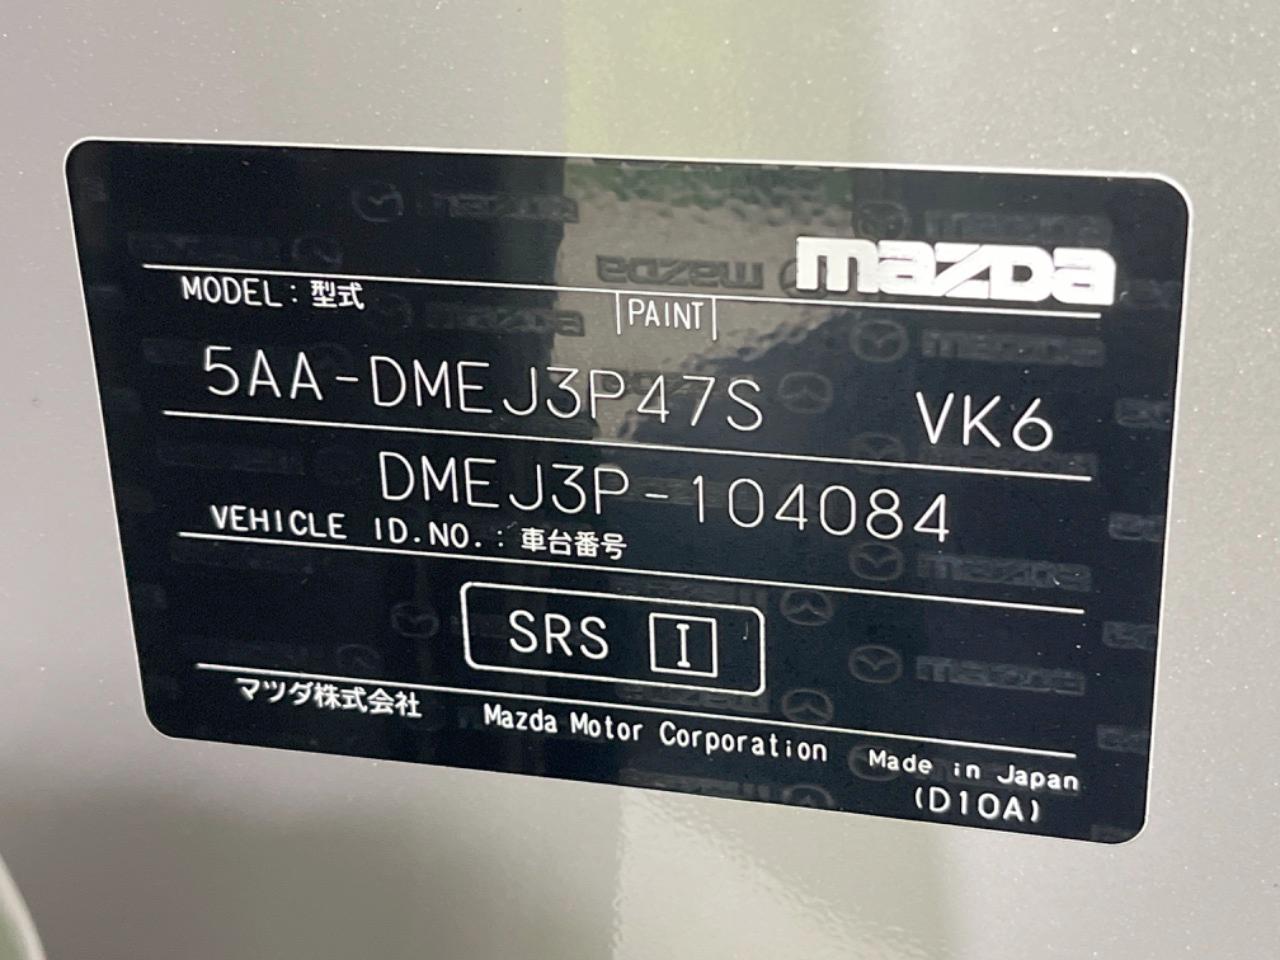 mazda
MODEL：型式 PAINT
5AA-DMEJ3P47S VK6
DMEJ3P-104084
VEHICLE ID.NO.：車台番号
SRS I
マツダ株式会社 Mazda Motor Corporation Made in Japan
(D10A)